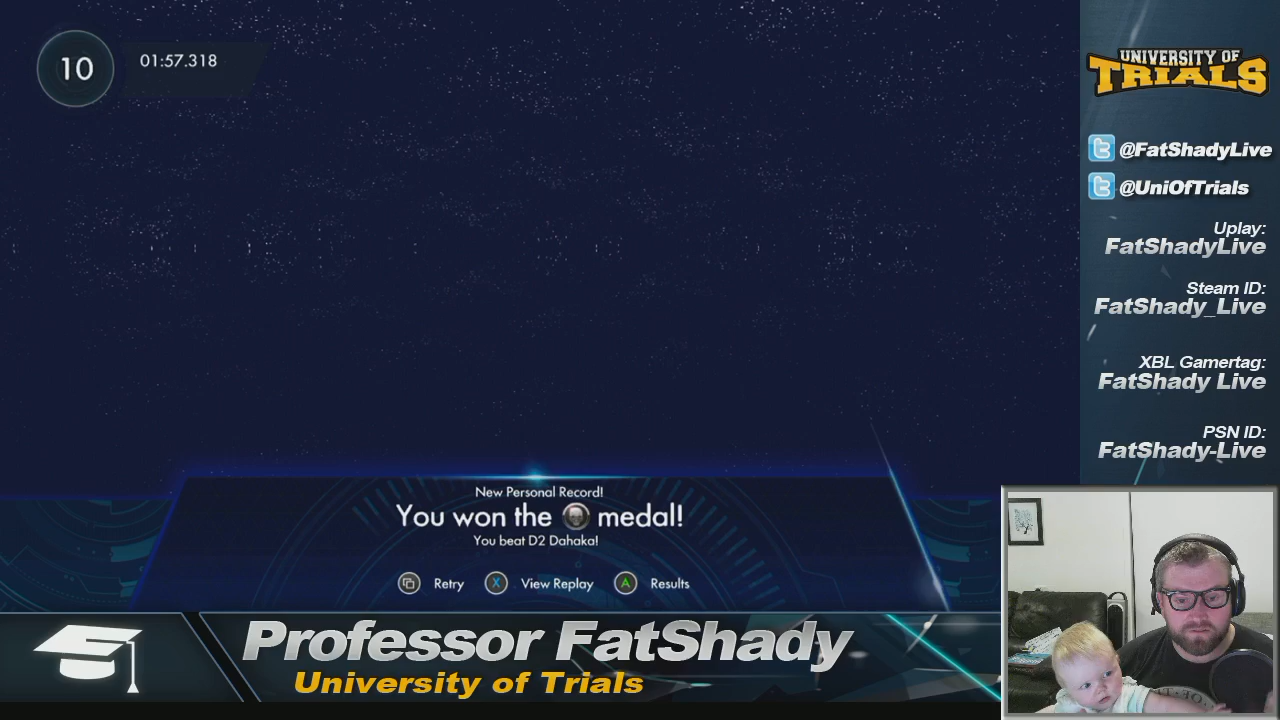 10
01:57.318
UNIVERSITY OF
TRIALS
@FatShadyLive
@UniOfTrials
Uplay:
FatShadyLive
Steam ID:
FatShady_Live
XBL Gamertag:
FatShady Live
PSN ID:
FatShady-Live
New Personal Record!
You won the medal!
You beat D2 Dahaka!
Retry X View Replay A Results
Professor FatShady
University of Trials